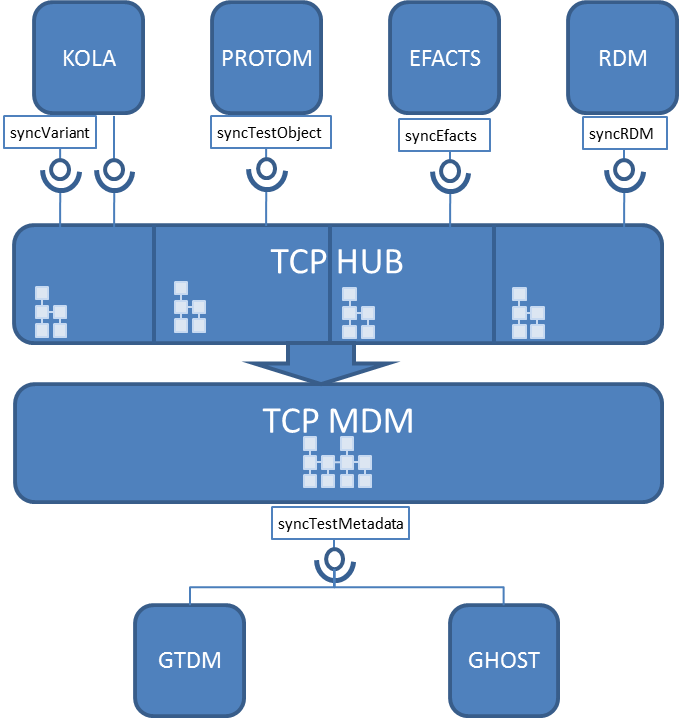 KOLA
PROTOM
EFACTS
RDM
syncVariant
syncTestObject
syncEfacts
syncRDM
TCP HUB
TCP MDM
syncTestMetadata
GTDM
GHOST